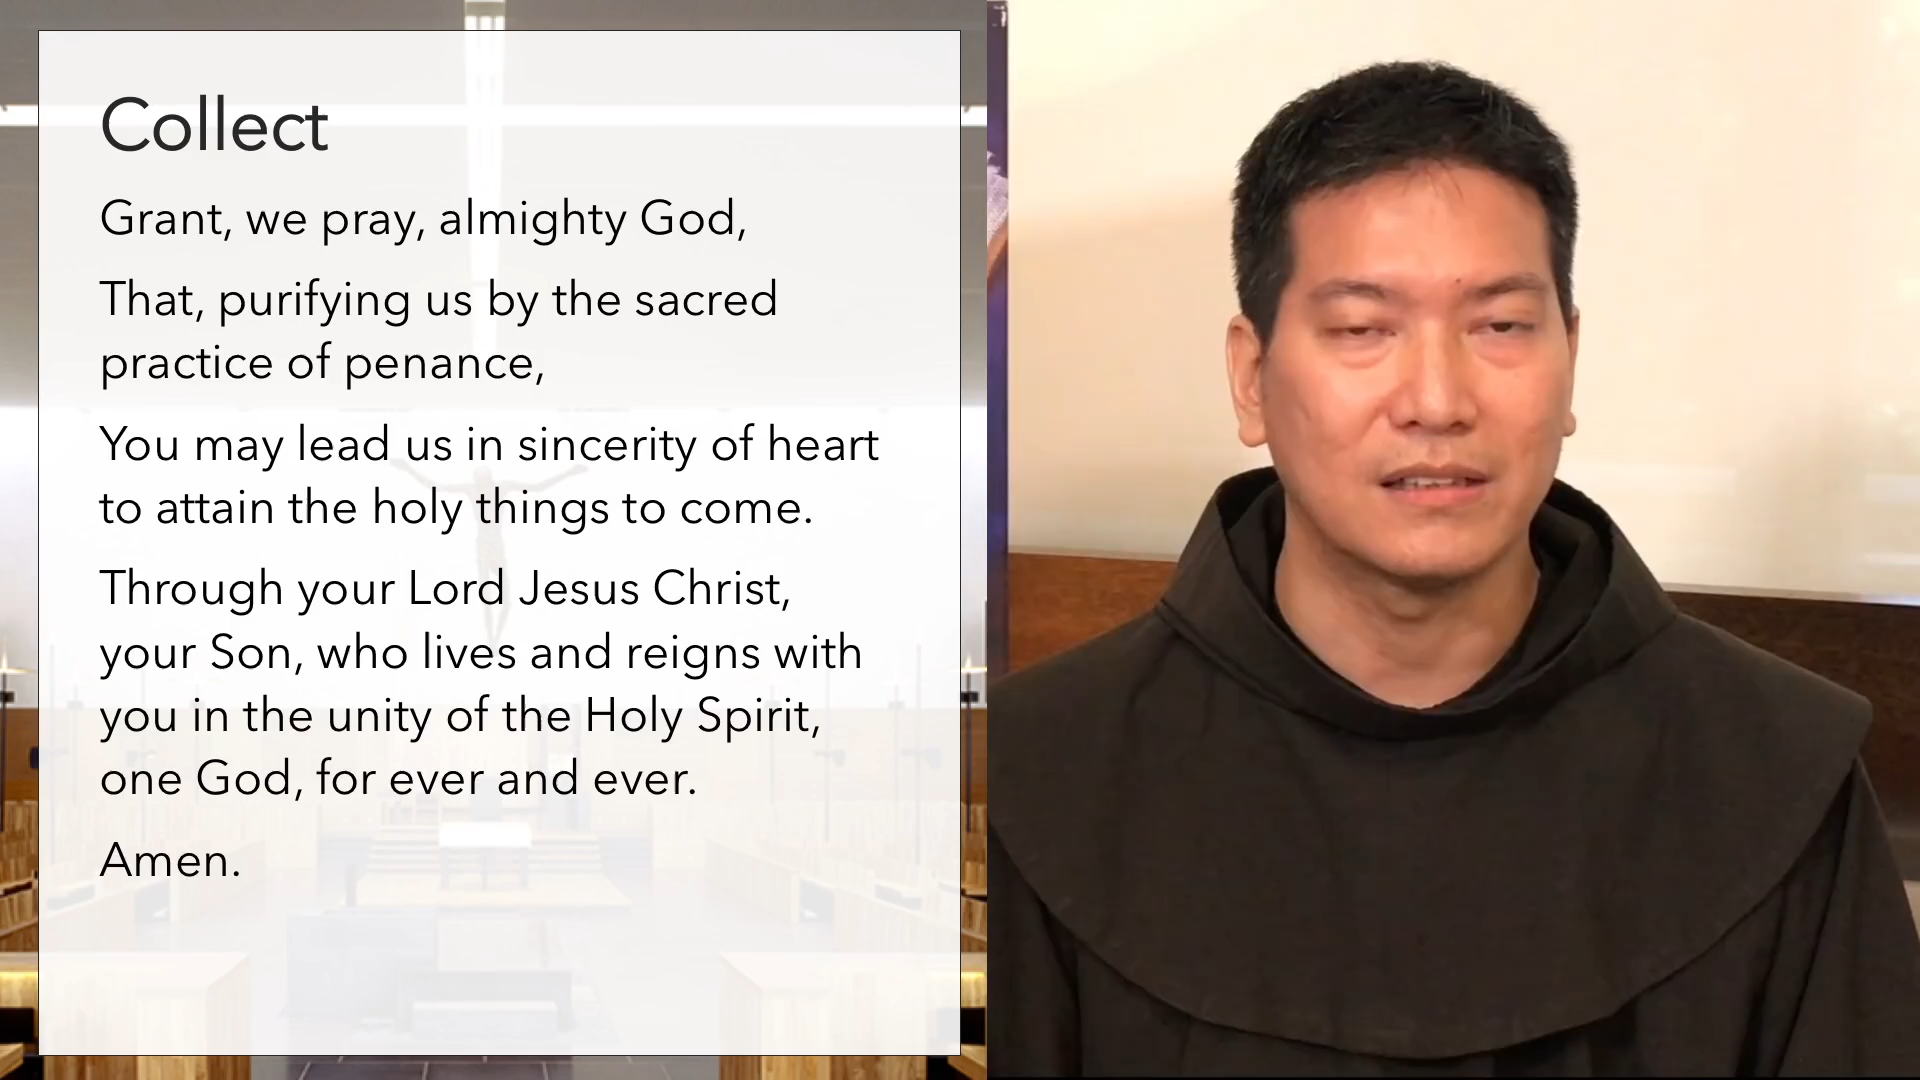 Collect
Grant, we pray, almighty God,
That, purifying us by the sacred
practice of penance,
You may lead us in sincerity of heart
to attain the holy things to come.
Through your Lord Jesus Christ,
your Son, who lives and reigns with
you in the unity of the Holy Spirit,
one God, for ever and ever.
Amen.